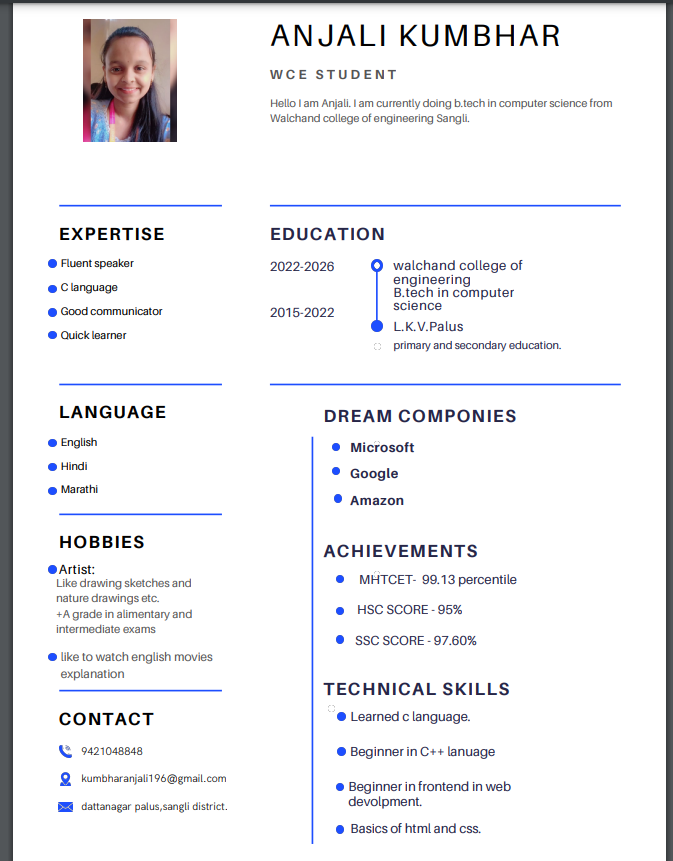 ANJALI KUMBHAR
WCE STUDENT
Hello I am Anjali. I am currently doing b.tech in computer science from
Walchand college of engineering Sangli.
EXPERTISE
Fluent speaker
C language
Good communicator
Quick learner
EDUCATION
2022-2026
walchand college of
engineering
B.tech in computer
science
2015-2022
L.K.V.Palus
primary and secondary education.
LANGUAGE
English
Hindi
Marathi
HOBBIES
Artist:
Like drawing sketches and
nature drawings etc.
+A grade in alimentary and
intermediate exams
like to watch english movies
explanation
CONTACT
9421048848
kumbharanjali196@gmail.com
dattanagar palus,sangli district.
DREAM COMPONIES
Microsoft
Google
Amazon
ACHIEVEMENTS
MHTCET- 99.13 percentile
HSC SCORE - 95%
SSC SCORE - 97.60%
TECHNICAL SKILLS
Learned c language.
Beginner in C++ lanuage
Beginner in frontend in web
devolpment.
Basics of html and css.